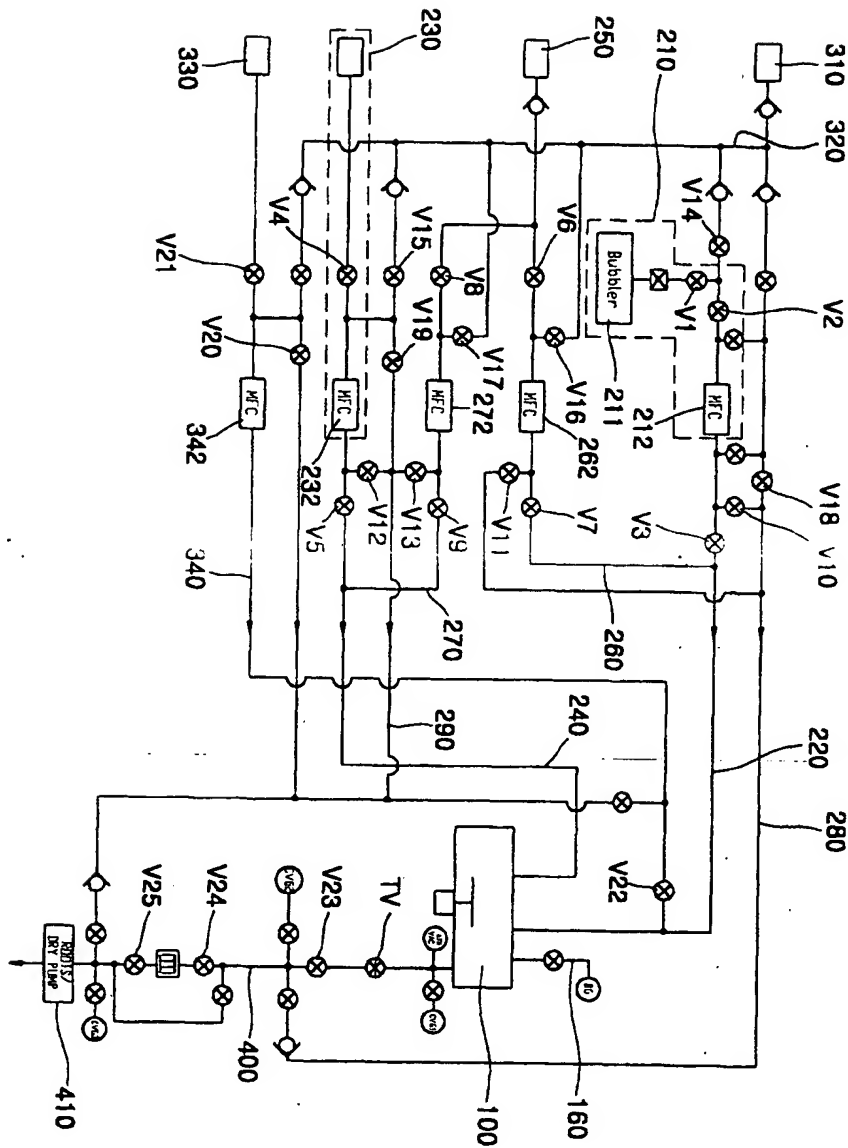 310
320
280
V18
V10
220
V14
V2
V3
210
V1
MFC
212
Bubbler
211
260
160
BG
100
V22
250
V6
V16
MFC
262
V7
V11
240
V8
V17
MFC
272
V9
270
V13
290
230
V15
V19
V12
V4
MFC
232
V5
TV
V23
400
V24
V25
ROOTS/
DRY PUMP
410
330
V21
V20
MFC
342
340